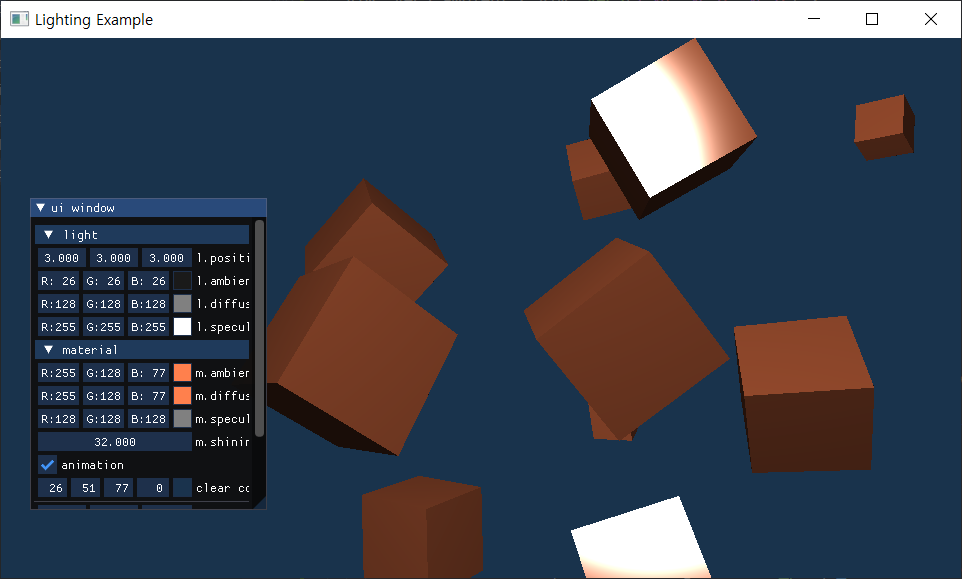 Lighting Example
ui window
light
3.000 3.000 3.000 l.positi
R: 26 G: 26 B: 26 l.ambien
R:128 G:128 B:128 l.diffus
R:255 G:255 B:255 l.specul
material
R:255 G:128 B: 77 m.ambien
R:255 G:128 B: 77 m.diffus
R:128 G:128 B:128 m.specul
32.000 m.shinin
animation
26 51 77 0 clear co